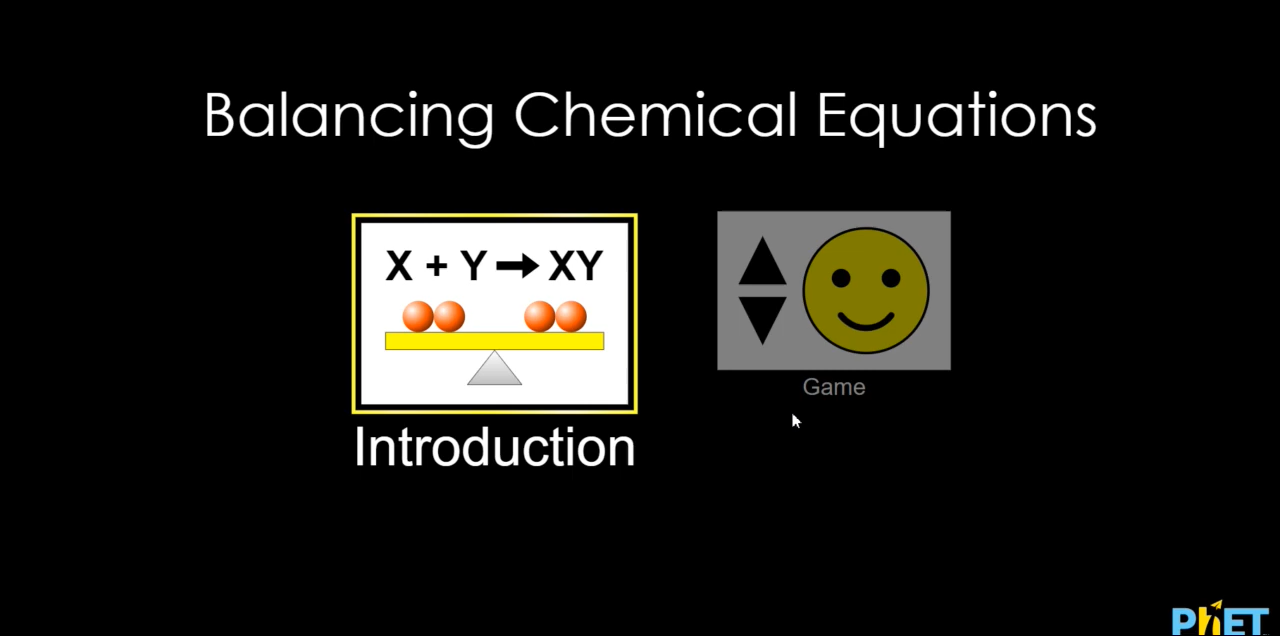 Balancing Chemical Equations
X + Y → XY
Introduction
Game
PhET